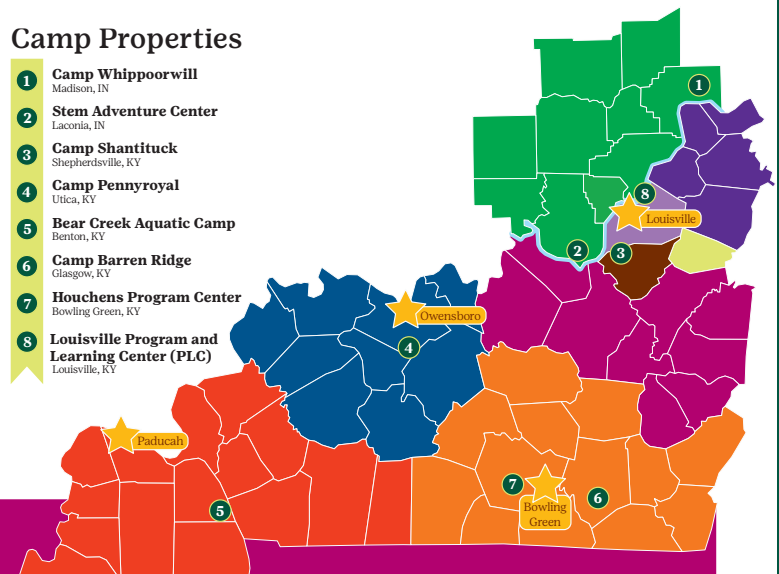 Camp Properties
1
Camp Whippoorwill
Madison, IN
2
Stem Adventure Center
Laconia, IN
3
Camp Shantituck
Shepherdsville, KY
4
Camp Pennyroyal
Utica, KY
5
Bear Creek Aquatic Camp
Benton, KY
6
Camp Barren Ridge
Glasgow, KY
7
Houchens Program Center
Bowling Green, KY
8
Louisville Program and
Learning Center (PLC)
Louisville, KY
1
8
Louisville
2
3
Owensboro
4
Paducah
7
6
Bowling
Green
5